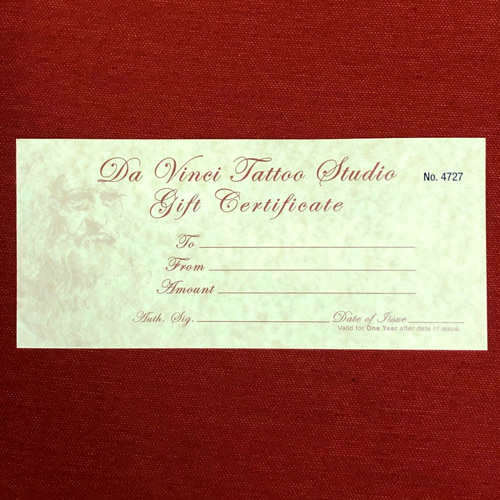 Da Vinci Tattoo Studio
No. 4727
Gift Certificate
To
From
Amount
Auth. Sig. Date of Issue
Valid for One Year after date of issue.